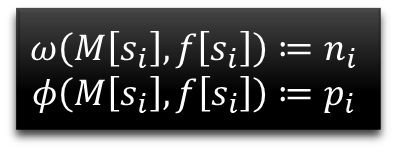 ω(M[sᵢ], f[sᵢ]) ≔ nᵢ
ϕ(M[sᵢ], f[sᵢ]) ≔ pᵢ